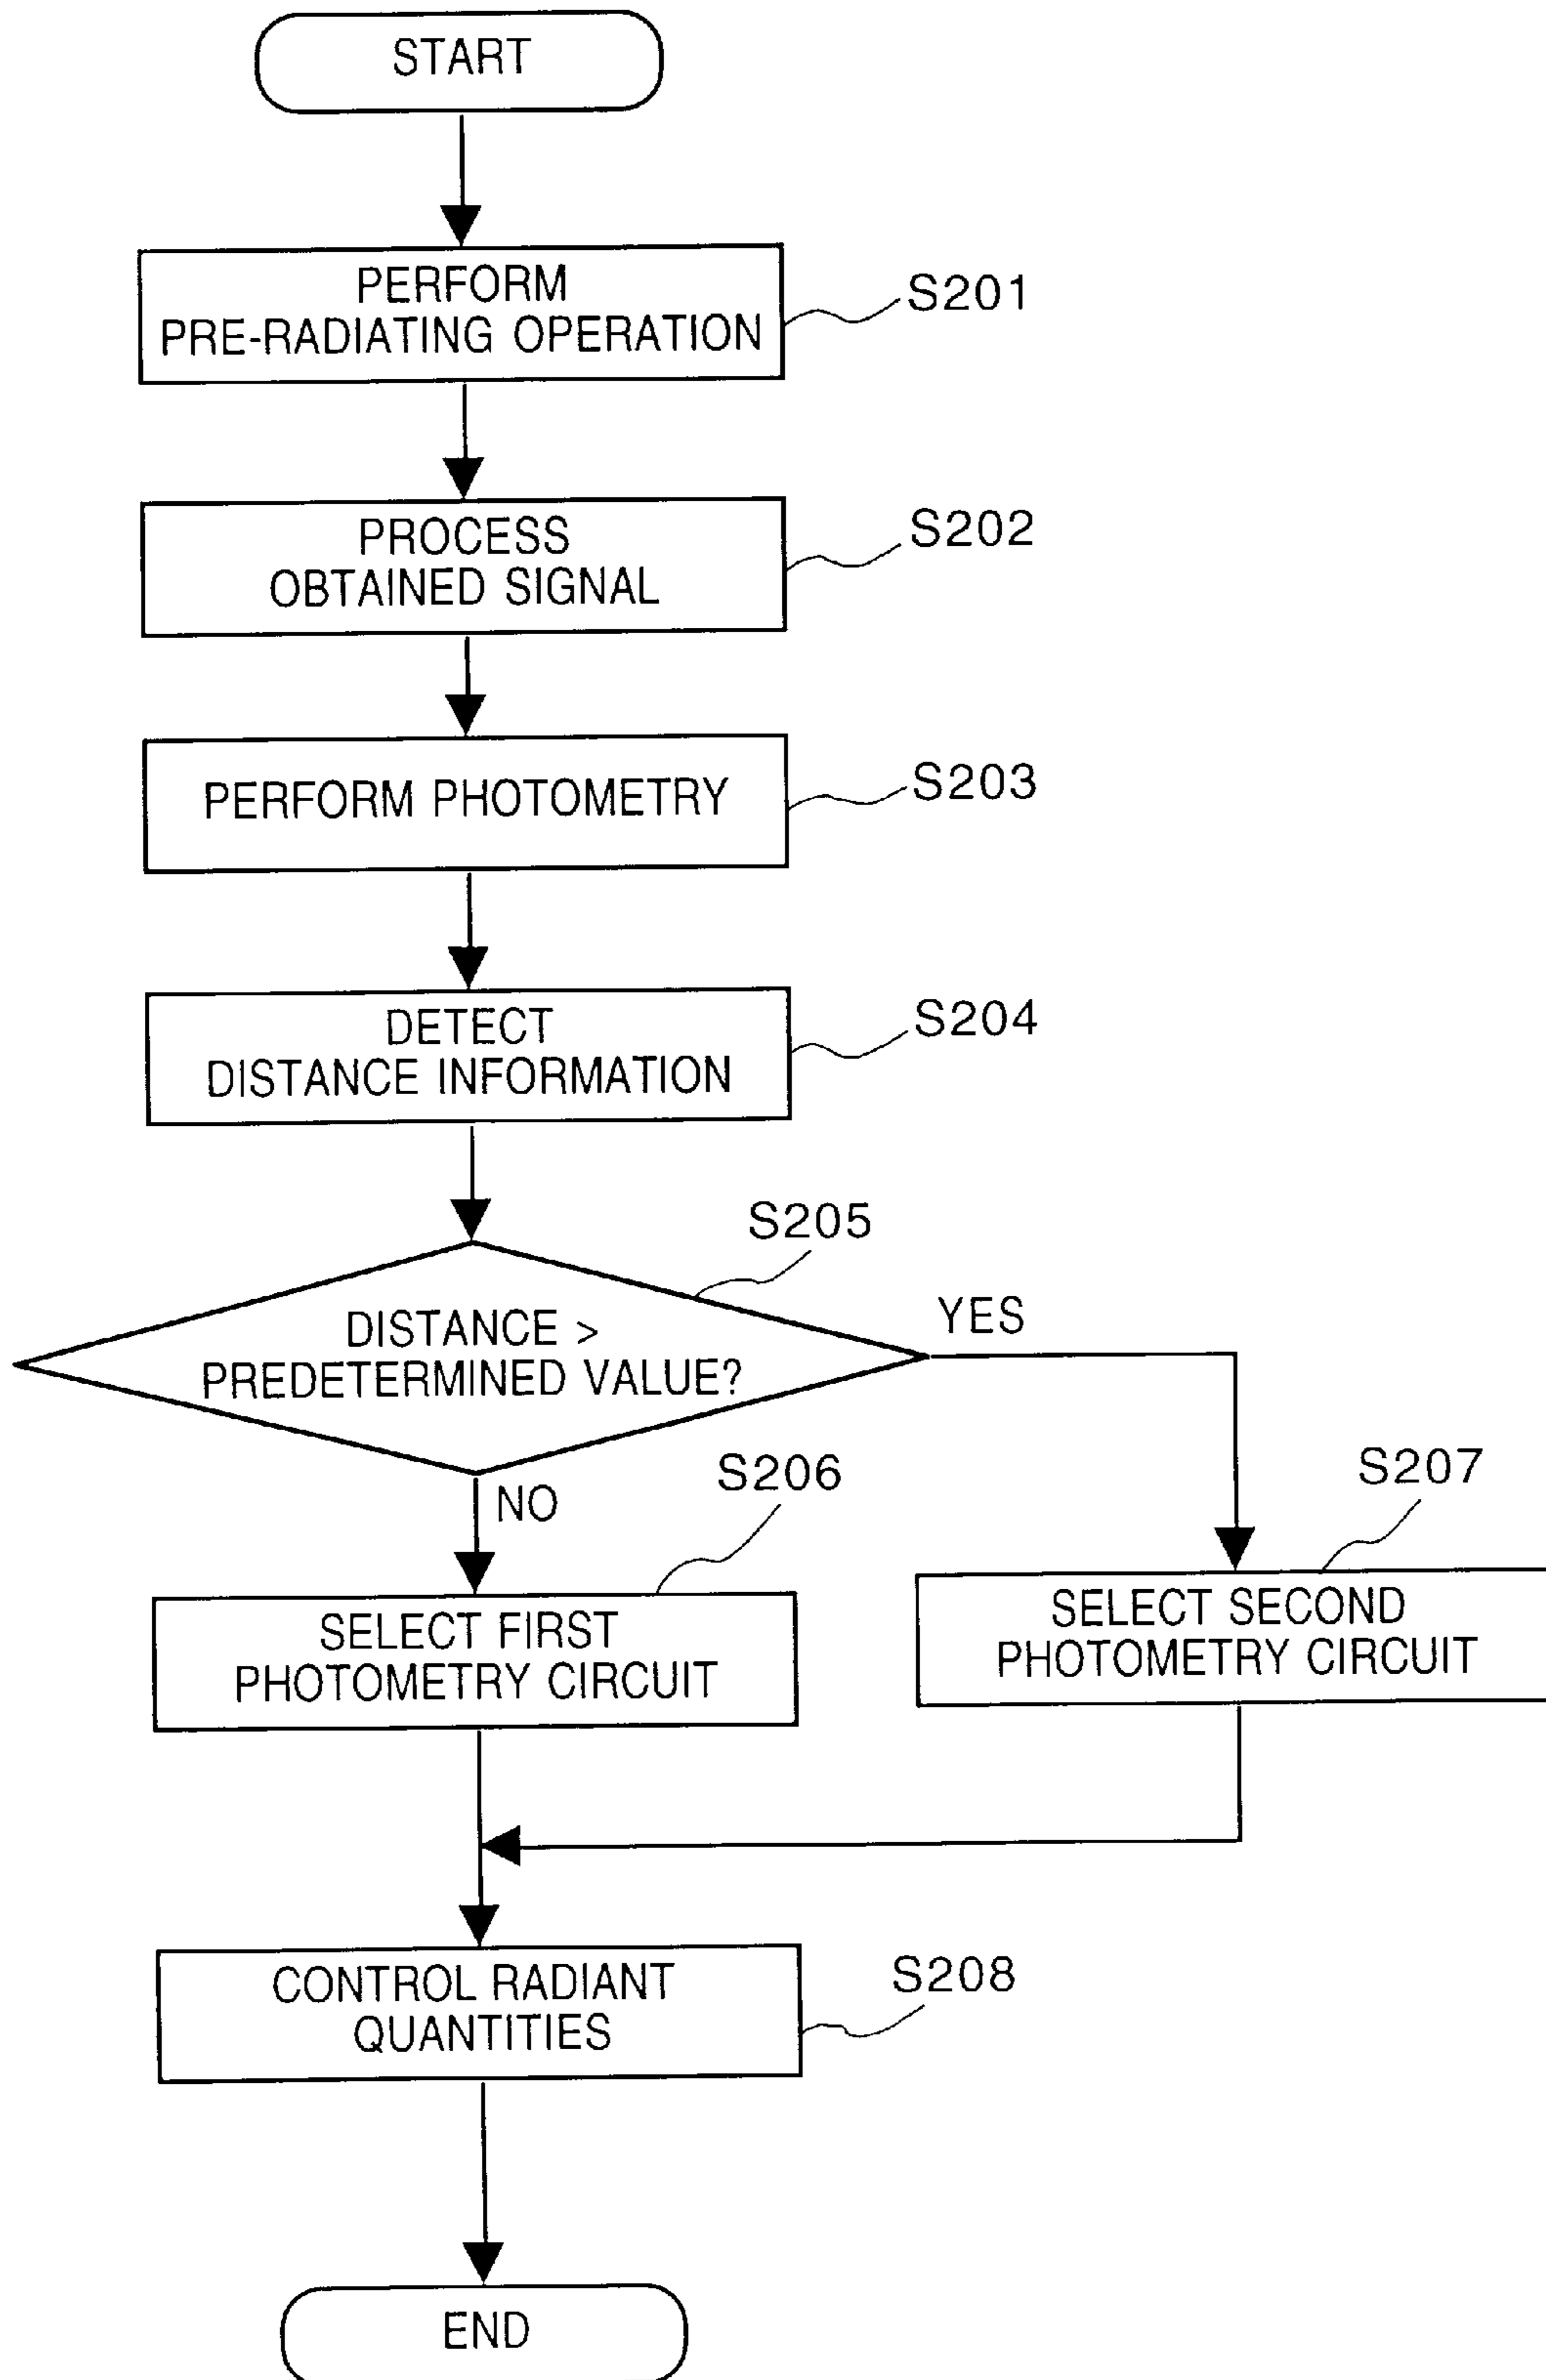 START
PERFORM
PRE-RADIATING OPERATION
S201
PROCESS
OBTAINED SIGNAL
S202
PERFORM PHOTOMETRY
S203
DETECT
DISTANCE INFORMATION
S204
S205
DISTANCE >
PREDETERMINED VALUE?
YES
NO
S206
S207
SELECT FIRST
PHOTOMETRY CIRCUIT
SELECT SECOND
PHOTOMETRY CIRCUIT
CONTROL RADIANT
QUANTITIES
S208
END